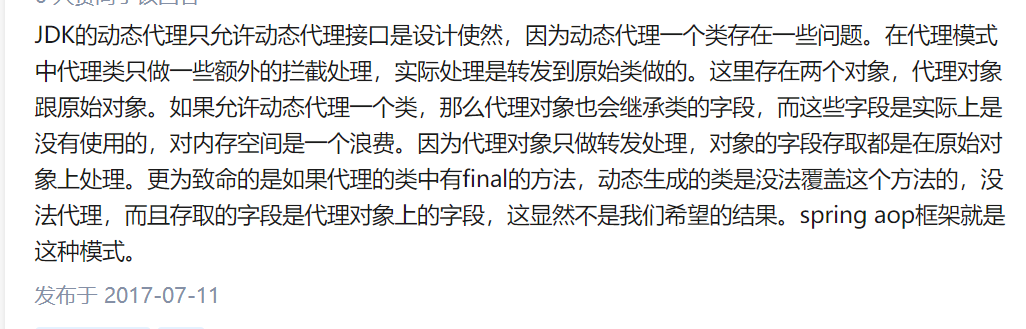 JDK的动态代理只允许动态代理接口是设计使然，因为动态代理一个类存在一些问题。在代理模式
中代理类只做一些额外的拦截处理，实际处理是转发到原始类做的。这里存在两个对象，代理对象
跟原始对象。如果允许动态代理一个类，那么代理对象也会继承类的字段，而这些字段是实际上是
没有使用的，对内存空间是一个浪费。因为代理对象只做转发处理，对象的字段存取都是在原始对
象上处理。更为致命的是如果代理的类中有final的方法，动态生成的类是没法覆盖这个方法的，没
法代理，而且存取的字段是代理对象上的字段，这显然不是我们希望的结果。spring aop框架就是
这种模式。
发布于 2017-07-11